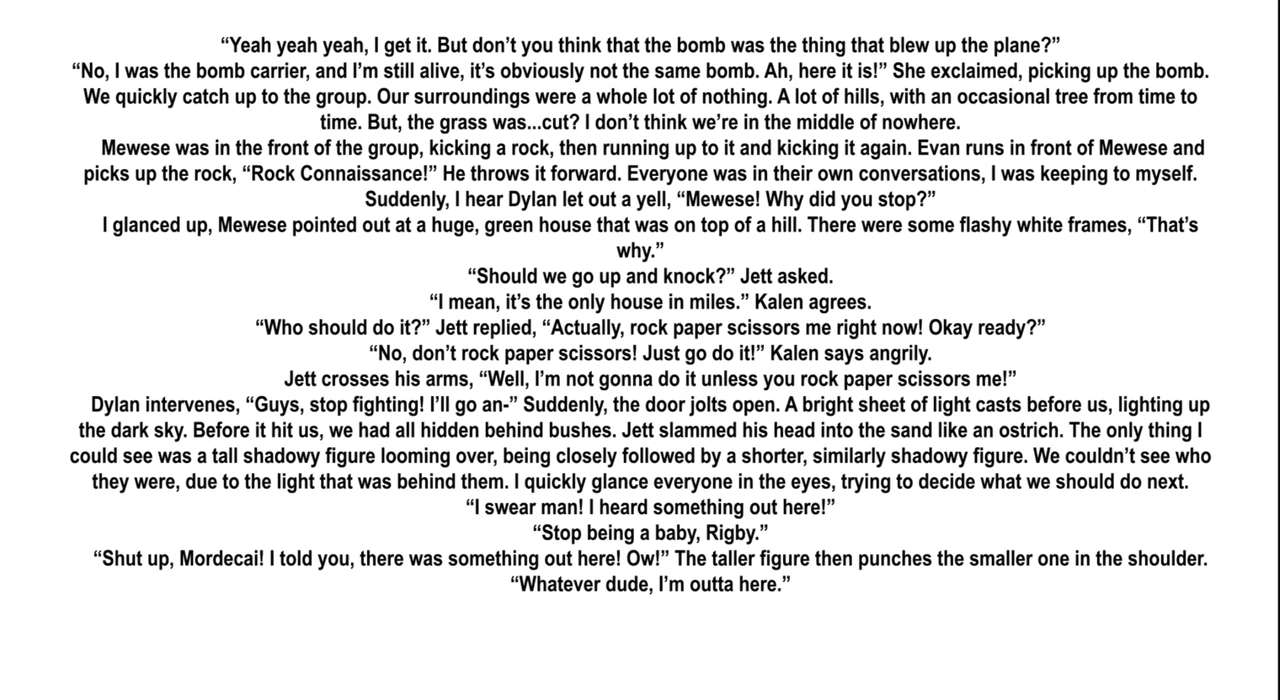 “Yeah yeah yeah, I get it. But don’t you think that the bomb was the thing that blew up the plane?”
“No, I was the bomb carrier, and I’m still alive, it’s obviously not the same bomb. Ah, here it is!” She exclaimed, picking up the bomb.
We quickly catch up to the group. Our surroundings were a whole lot of nothing. A lot of hills, with an occasional tree from time to
time. But, the grass was...cut? I don’t think we’re in the middle of nowhere.
Mewese was in the front of the group, kicking a rock, then running up to it and kicking it again. Evan runs in front of Mewese and
picks up the rock, “Rock Connaissance!” He throws it forward. Everyone was in their own conversations, I was keeping to myself.
Suddenly, I hear Dylan let out a yell, “Mewese! Why did you stop?”
I glanced up, Mewese pointed out at a huge, green house that was on top of a hill. There were some flashy white frames, “That’s
why.”
“Should we go up and knock?” Jett asked.
“I mean, it’s the only house in miles.” Kalen agrees.
“Who should do it?” Jett replied, “Actually, rock paper scissors me right now! Okay ready?”
“No, don’t rock paper scissors! Just go do it!” Kalen says angrily.
Jett crosses his arms, “Well, I’m not gonna do it unless you rock paper scissors me!”
Dylan intervenes, “Guys, stop fighting! I’ll go an-” Suddenly, the door jolts open. A bright sheet of light casts before us, lighting up
the dark sky. Before it hit us, we had all hidden behind bushes. Jett slammed his head into the sand like an ostrich. The only thing I
could see was a tall shadowy figure looming over, being closely followed by a shorter, similarly shadowy figure. We couldn’t see who
they were, due to the light that was behind them. I quickly glance everyone in the eyes, trying to decide what we should do next.
“I swear man! I heard something out here!”
“Stop being a baby, Rigby.”
“Shut up, Mordecai! I told you, there was something out here! Ow!” The taller figure then punches the smaller one in the shoulder.
“Whatever dude, I’m outta here.”